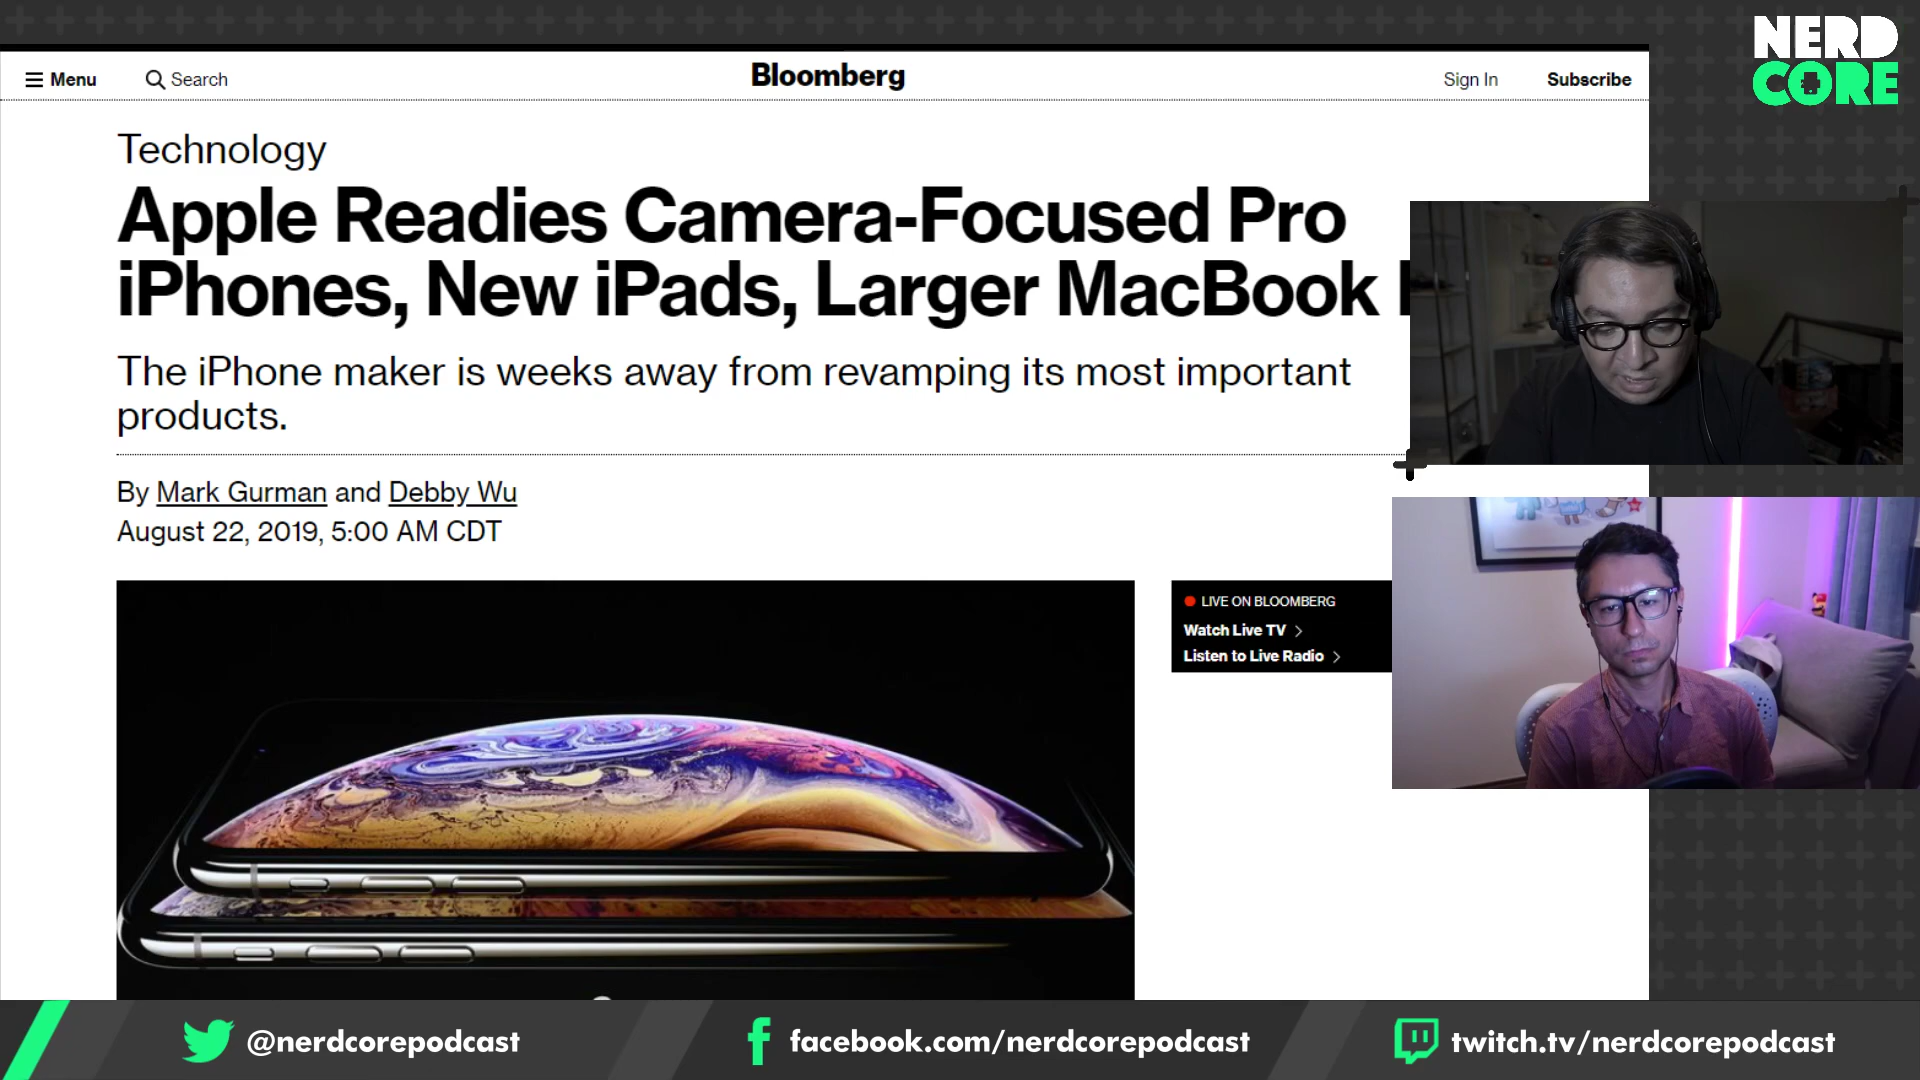 NERD
CORE
Menu
Search
Bloomberg
Sign In
Subscribe
Technology
Apple Readies Camera-Focused Pro
iPhones, New iPads, Larger MacBook
The iPhone maker is weeks away from revamping its most important
products.
By Mark Gurman and Debby Wu
August 22, 2019, 5:00 AM CDT
LIVE ON BLOOMBERG
Watch Live TV
Listen to Live Radio
@nerdcorepodcast
facebook.com/nerdcorepodcast
twitch.tv/nerdcorepodcast